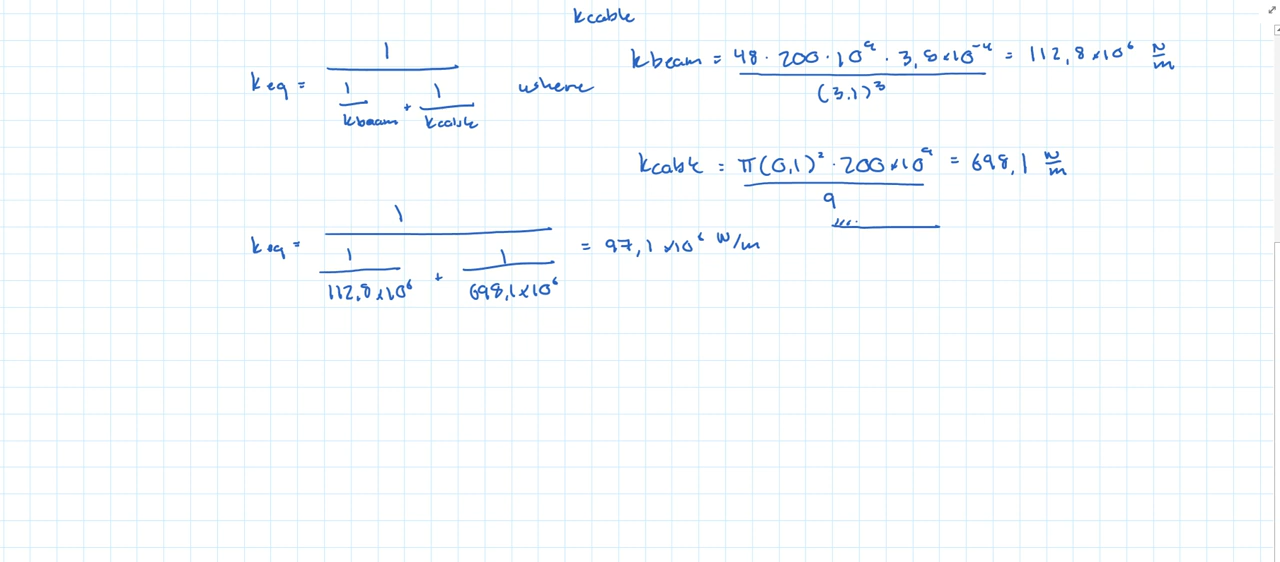 kcable
keq = 1 / (1/kbeam + 1/kcable) where
kbeam = 48 · 200 · 10⁹ · 3,5×10⁻⁴ / (3,1)³ = 112,8×10⁶ N/m
kcable = π(0,1)² · 200×10⁹ / 9 = 698,1 N/m
keq = 1 / (1/112,8×10⁶ + 1/698,1×10⁶) = 97,1×10⁶ N/m